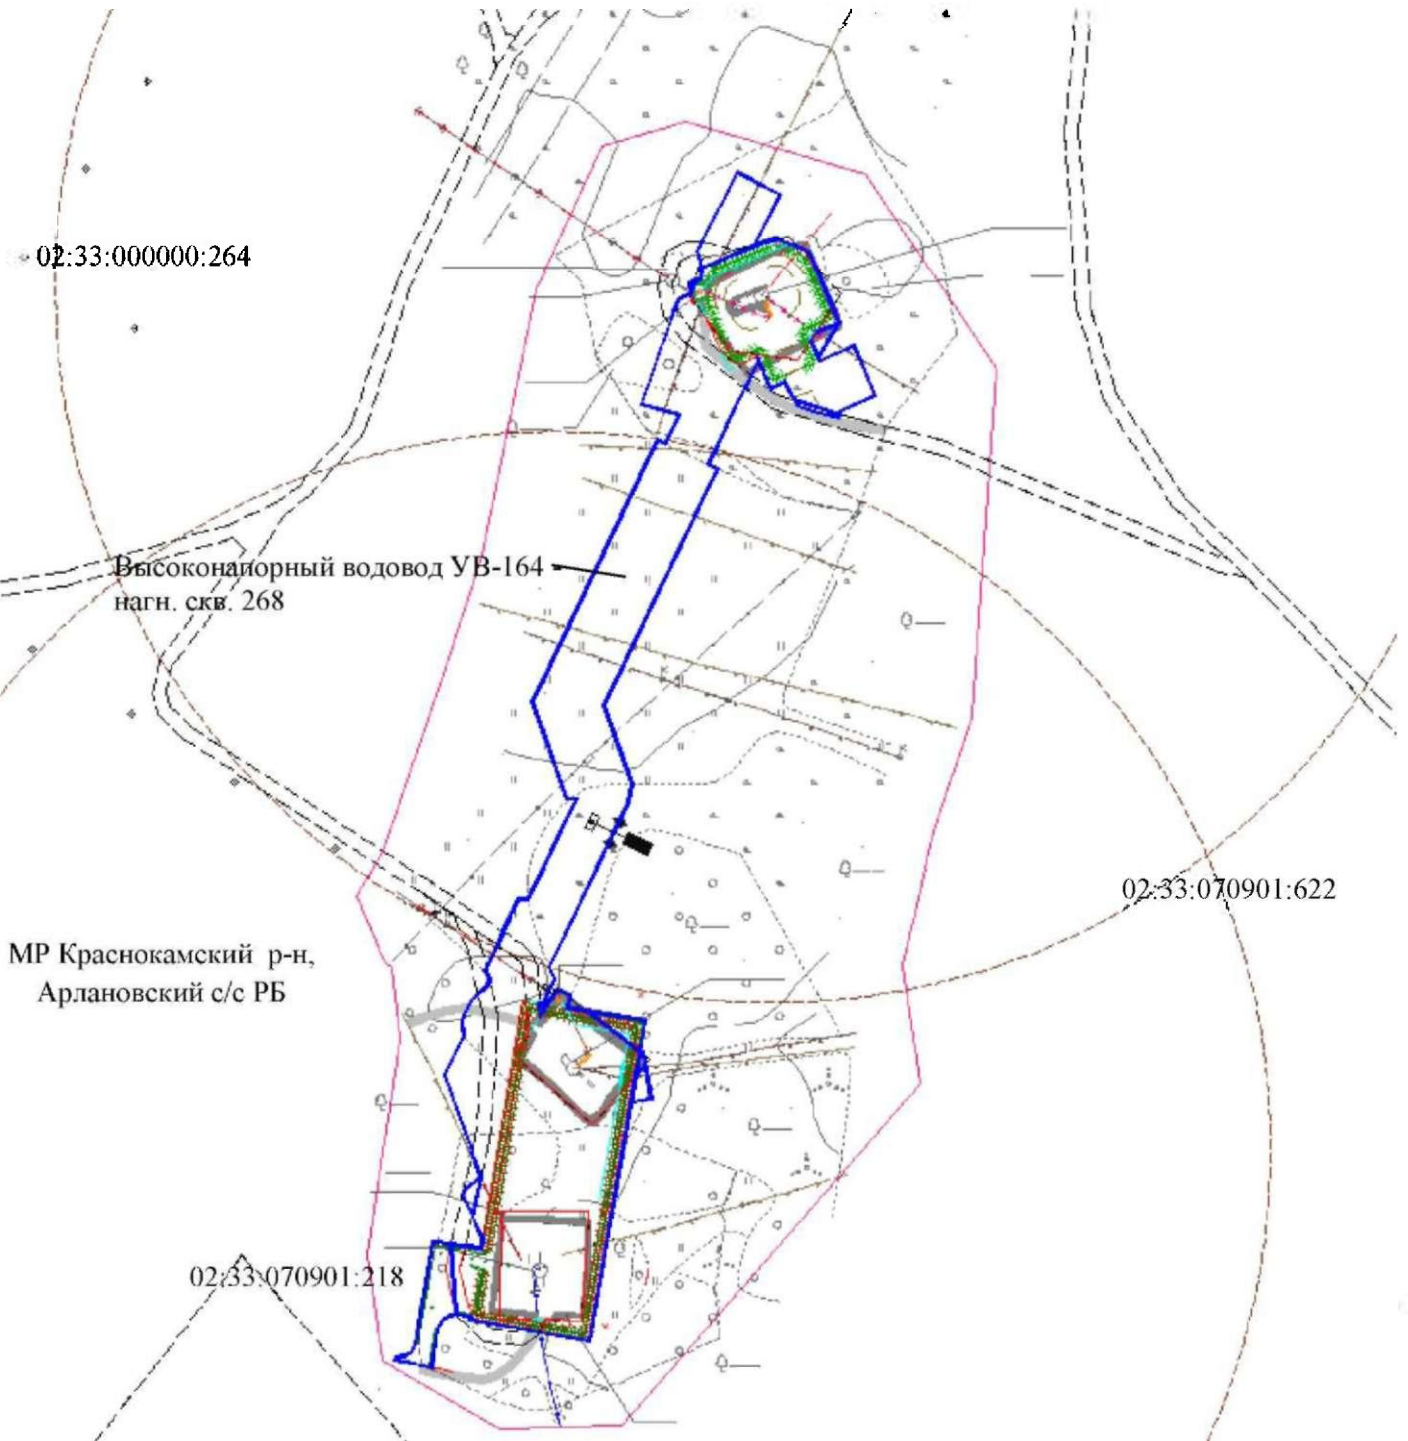 02:33:000000:264
Высоконапорный водовод УВ-164
нагн. скв. 268
02:33:070901:622
МР Краснокамский р-н,
Арлановский с/с РБ
02:33:070901:218